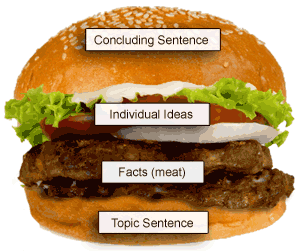 Concluding Sentence
Individual Ideas
Facts (meat)
Topic Sentence